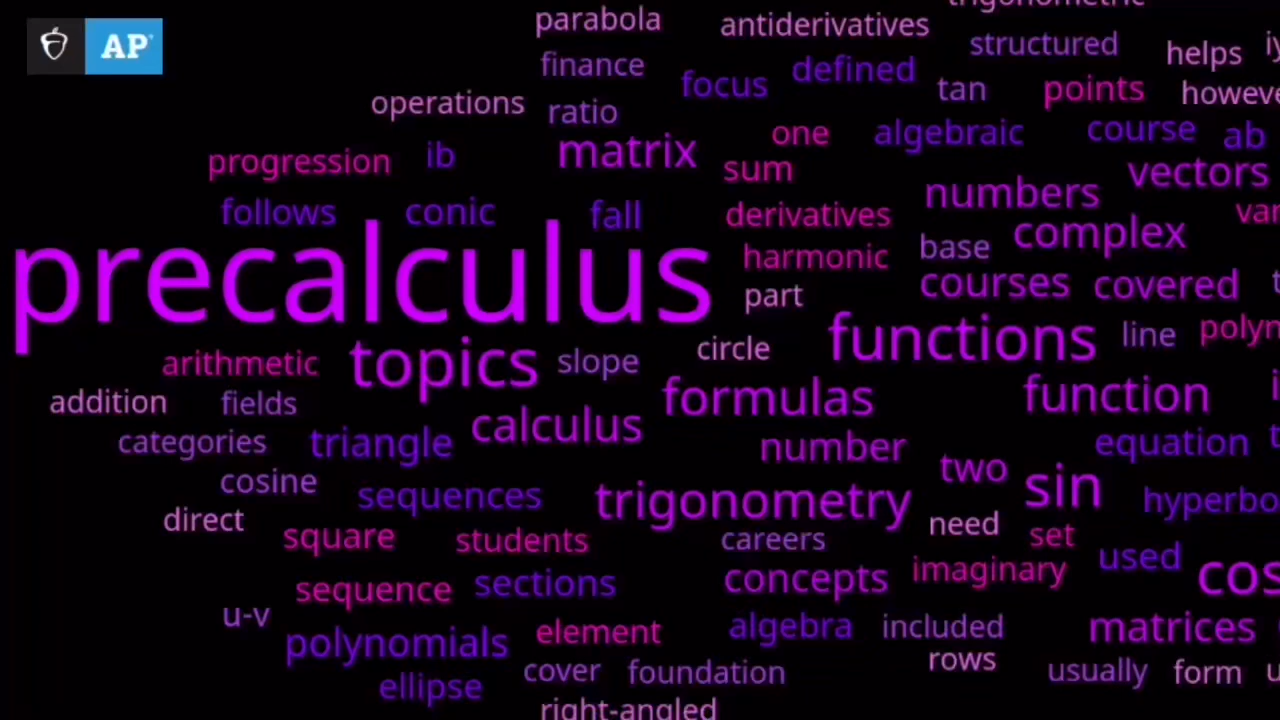 AP
parabola antiderivatives trigonometric
finance structured helps
focus defined
operations ratio tan points
one algebraic course ab
progression ib matrix sum vectors
follows conic fall derivatives numbers
precalculus harmonic base complex
part courses covered
arithmetic topics slope circle functions line
addition fields formulas function
categories triangle calculus number equation
cosine sequences trigonometry two sin
direct square students careers need set
sequence sections concepts imaginary used
u-v polynomials element algebra included matrices
ellipse cover foundation rows usually form
right-angled